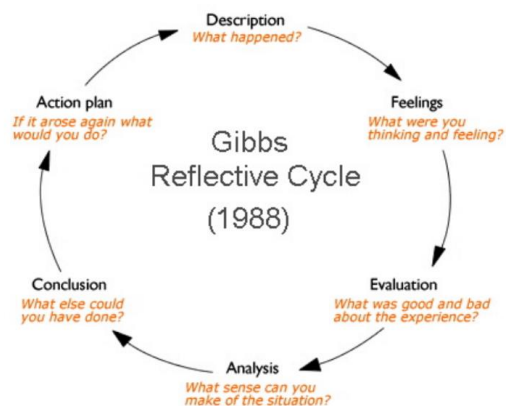 Description
What happened?
Feelings
What were you
thinking and feeling?
Evaluation
What was good and bad
about the experience?
Analysis
What sense can you
make of the situation?
Conclusion
What else could
you have done?
Action plan
If it arose again what
would you do?
Gibbs
Reflective Cycle
(1988)